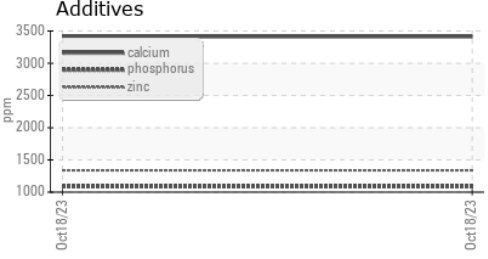 Additives
3500
3000
2500
2000
1500
1000
ppm
calcium
phosphorus
zinc
Oct18/23
Oct18/23